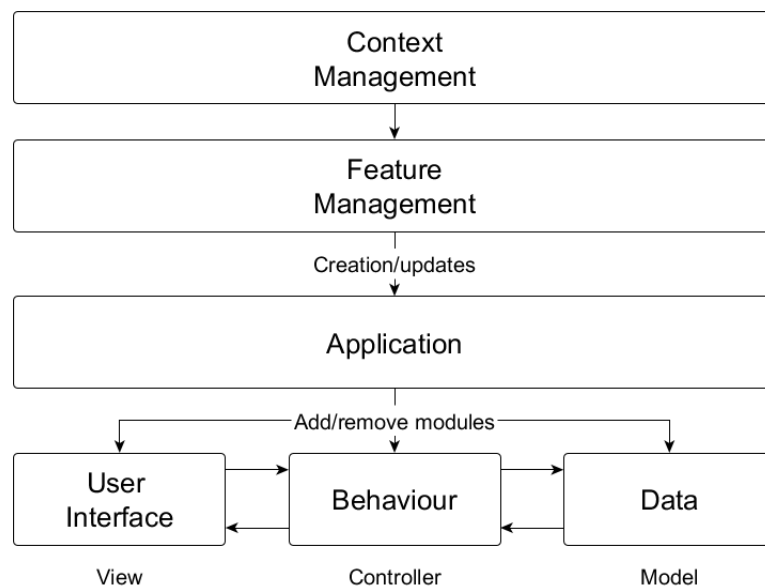 Context
Management
Feature
Management
Creation/updates
Application
Add/remove modules
User
Interface
Behaviour
Data
View
Controller
Model